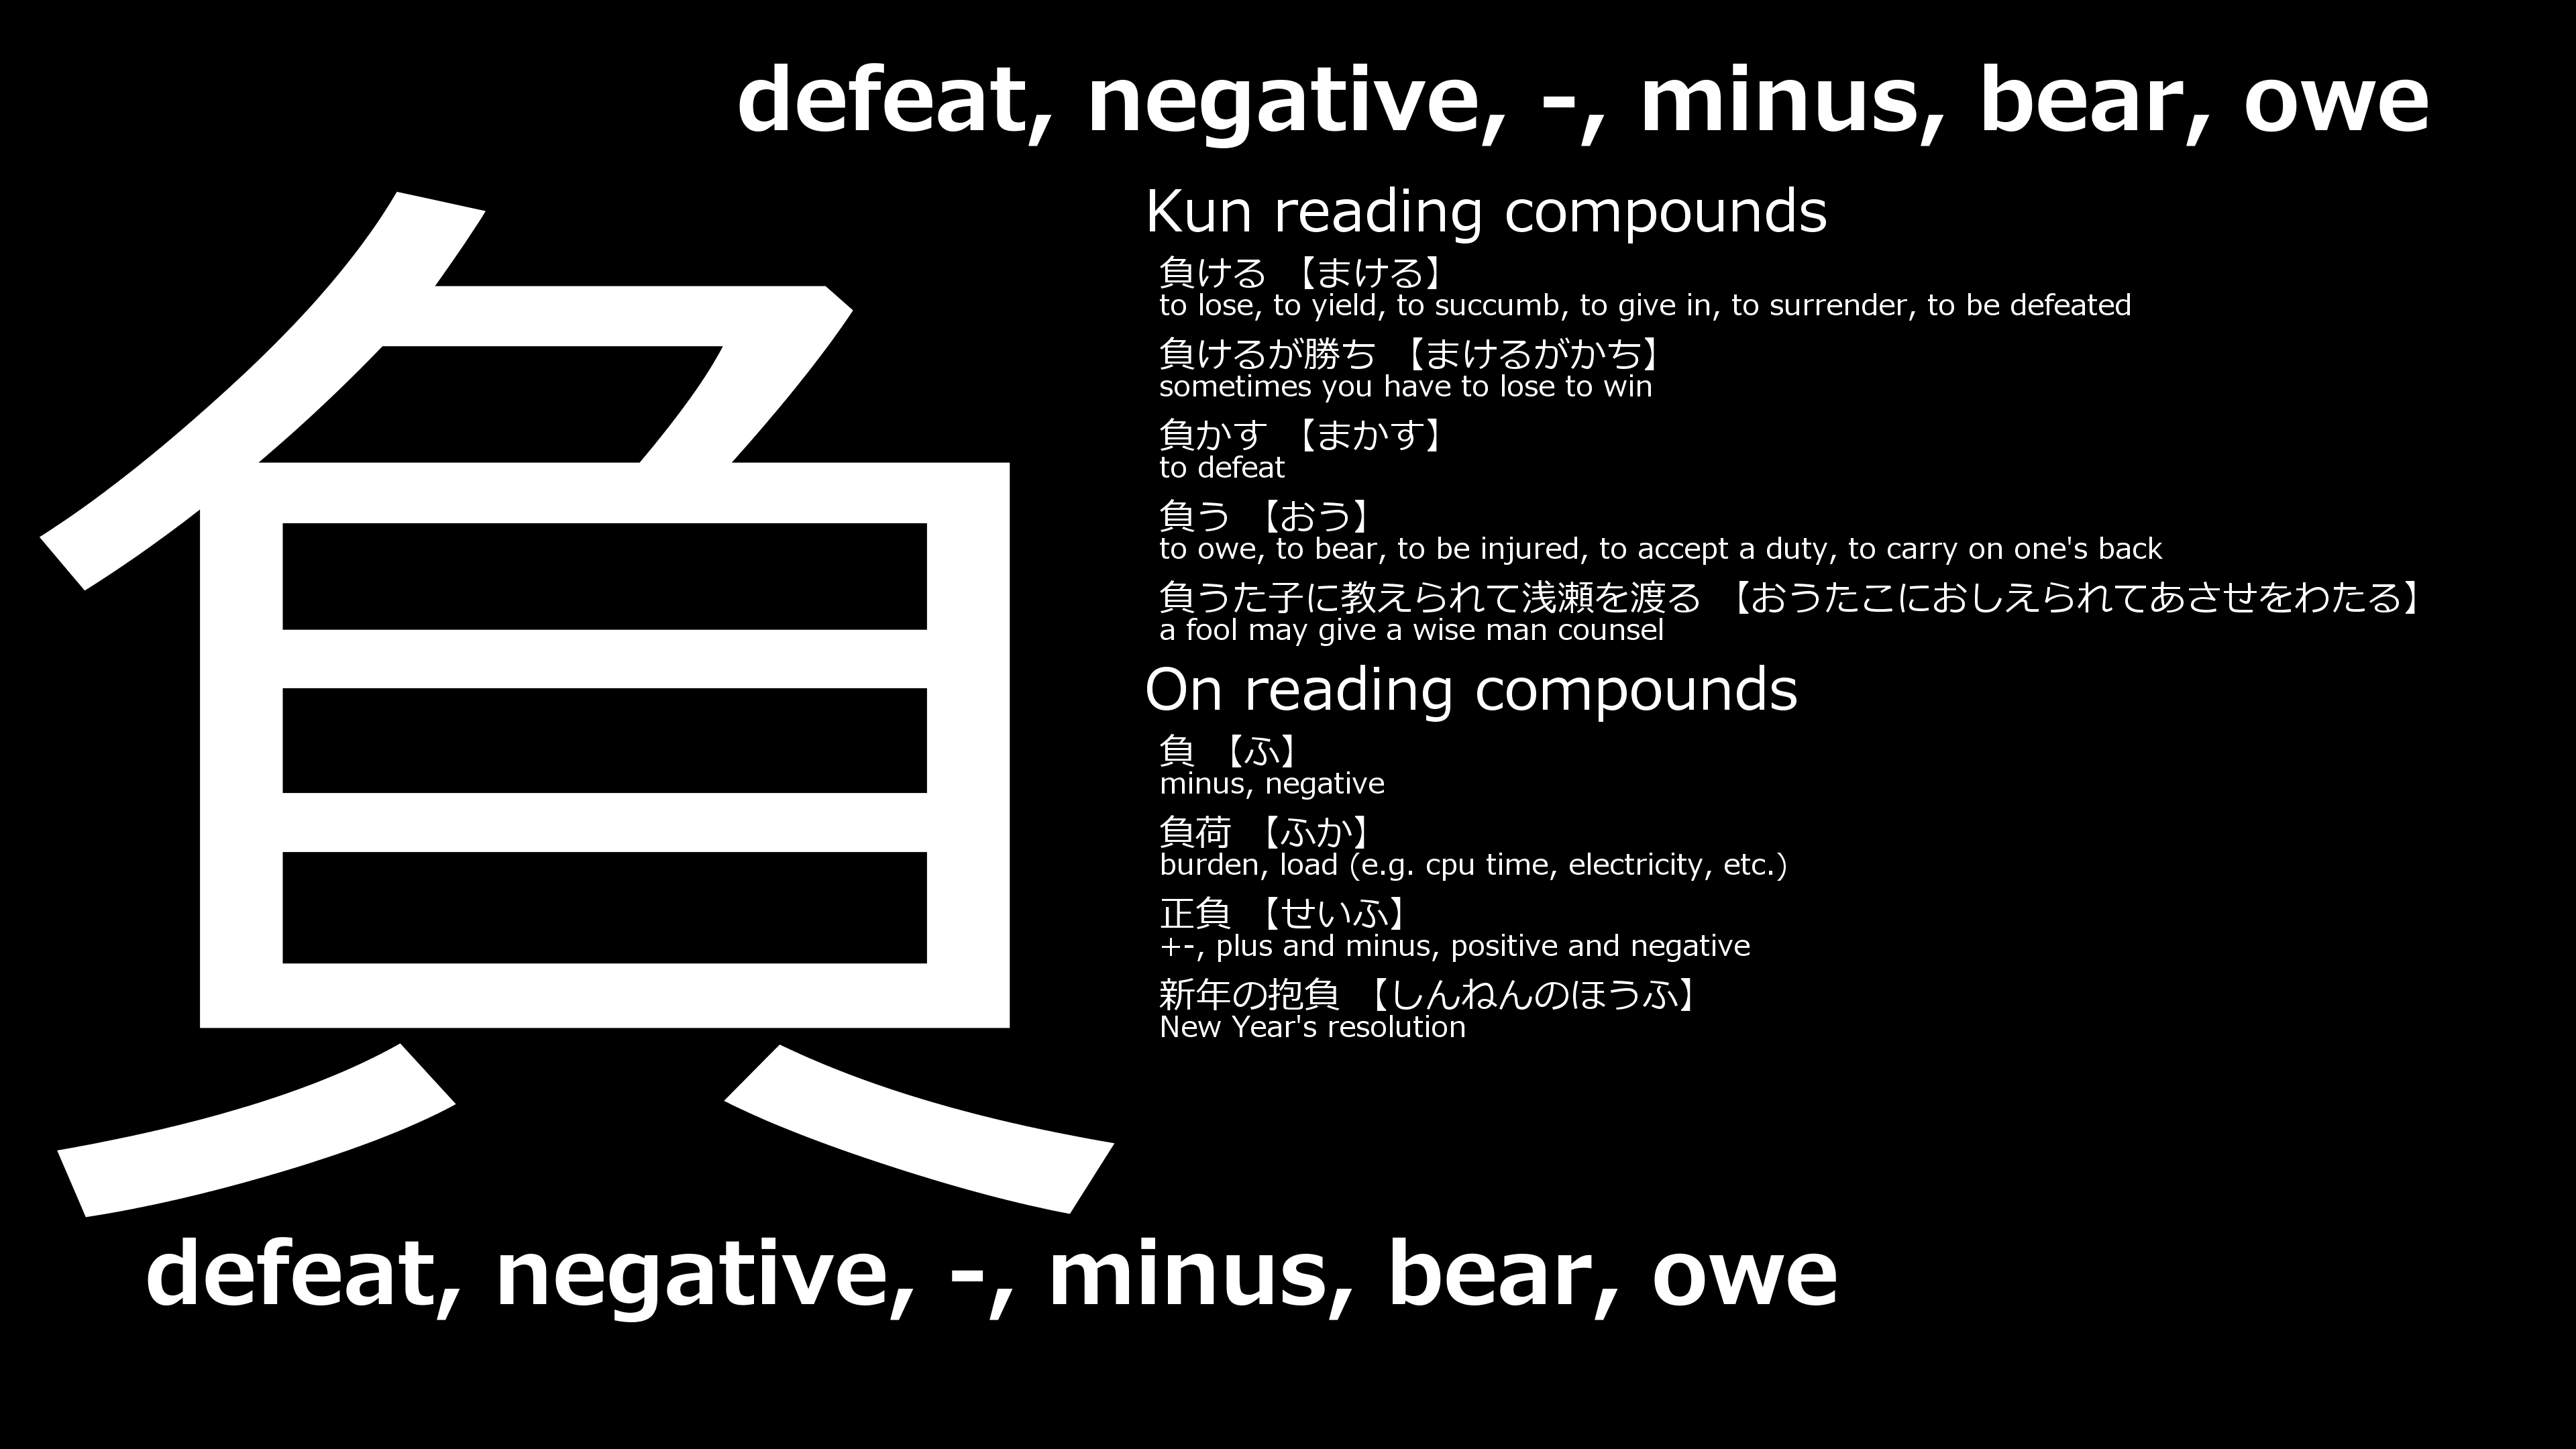 defeat, negative, -, minus, bear, owe
負
Kun reading compounds
負ける 【まける】
to lose, to yield, to succumb, to give in, to surrender, to be defeated
負けるが勝ち 【まけるがかち】
sometimes you have to lose to win
負かす 【まかす】
to defeat
負う 【おう】
to owe, to bear, to be injured, to accept a duty, to carry on one's back
負うた子に教えられて浅瀬を渡る 【おうたこにおしえられてあさせをわたる】
a fool may give a wise man counsel
On reading compounds
負 【ふ】
minus, negative
負荷 【ふか】
burden, load (e.g. cpu time, electricity, etc.)
正負 【せいふ】
+-, plus and minus, positive and negative
新年の抱負 【しんねんのほうふ】
New Year's resolution
defeat, negative, -, minus, bear, owe